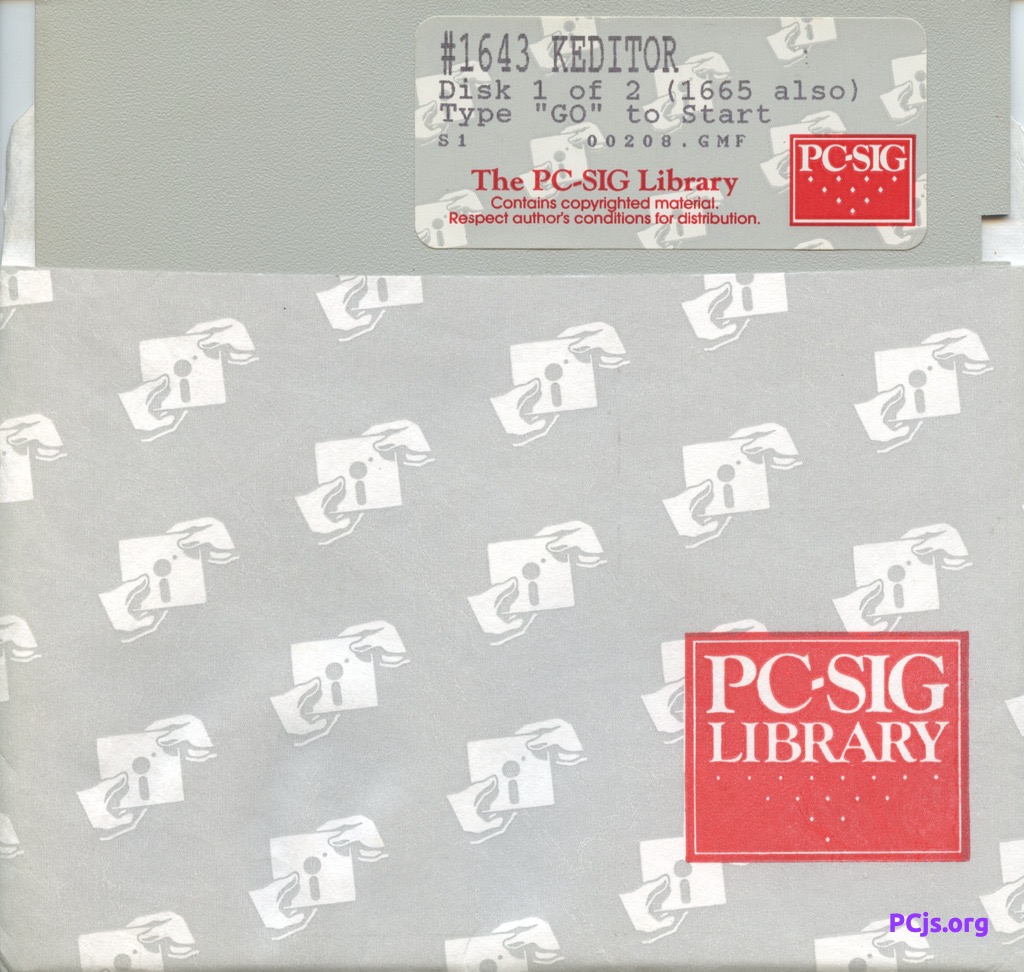 #1643 KEDITOR
Disk 1 of 2 (1665 also)
Type "GO" to Start
S1 00208.GMF
The PC-SIG Library
Contains copyrighted material.
Respect author's conditions for distribution.
PC-SIG
PC-SIG
LIBRARY
PCjs.org